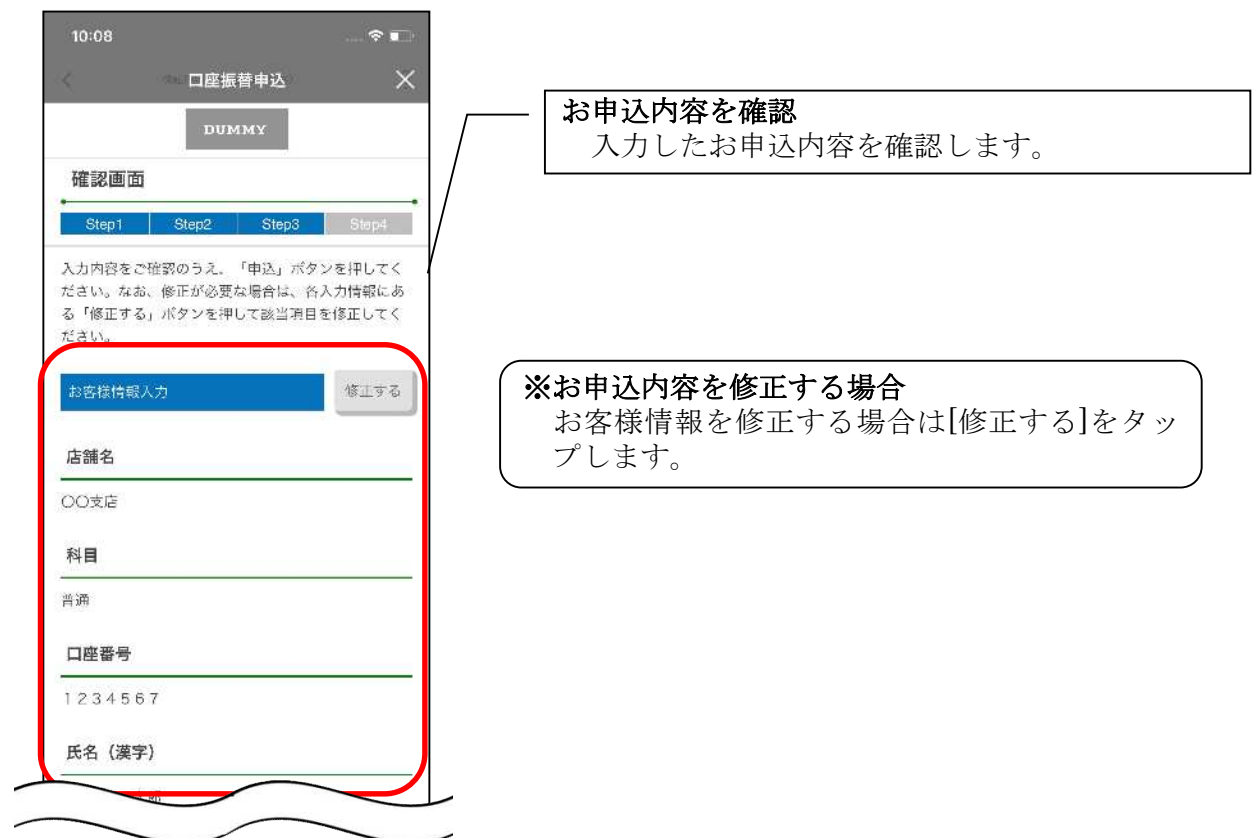 10:08
口座振替申込
DUMMY
確認画面
Step1 Step2 Step3 Step4
入力内容をご確認のうえ、「申込」ボタンを押してく
ださい。なお、修正が必要な場合は、各入力情報にあ
る「修正する」ボタンを押して該当項目を修正してく
ださい。
お客様情報入力 修正する
店舗名
〇〇支店
科目
普通
口座番号
1234567
氏名（漢字）
お申込内容を確認
入力したお申込内容を確認します。
※お申込内容を修正する場合
お客様情報を修正する場合は[修正する]をタッ
プします。